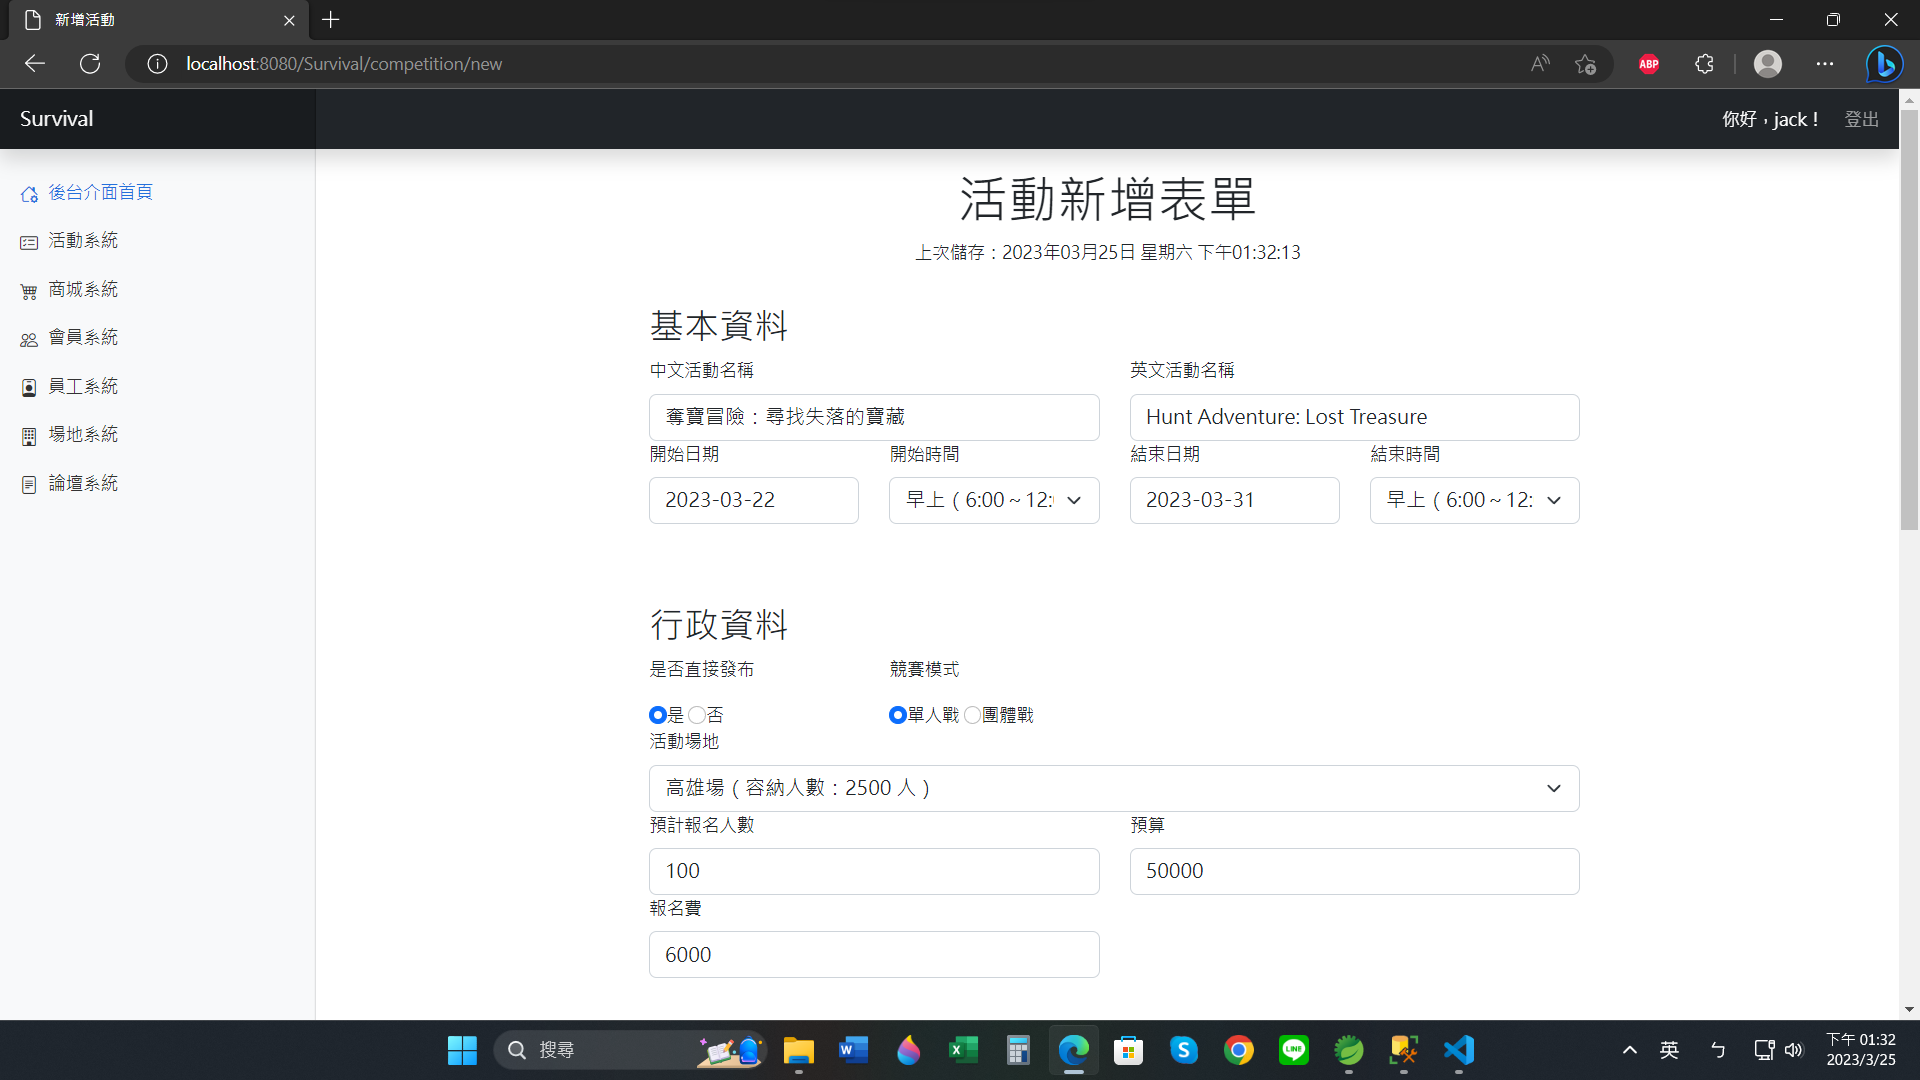 新增活動
localhost:8080/Survival/competition/new
ABP
Survival
你好，jack！ 登出
後台介面首頁
活動系統
商城系統
會員系統
員工系統
場地系統
論壇系統
活動新增表單
上次儲存：2023年03月25日 星期六 下午01:32:13
基本資料
中文活動名稱 英文活動名稱
奪寶冒險：尋找失落的寶藏 Hunt Adventure: Lost Treasure
開始日期 開始時間 結束日期 結束時間
2023-03-22 早上（6:00～12: 2023-03-31 早上（6:00～12:
行政資料
是否直接發布 競賽模式
是 否 單人戰 團體戰
活動場地
高雄場（容納人數：2500 人）
預計報名人數 預算
100 50000
報名費
6000
搜尋
英 ㄅ
下午 01:32
2023/3/25